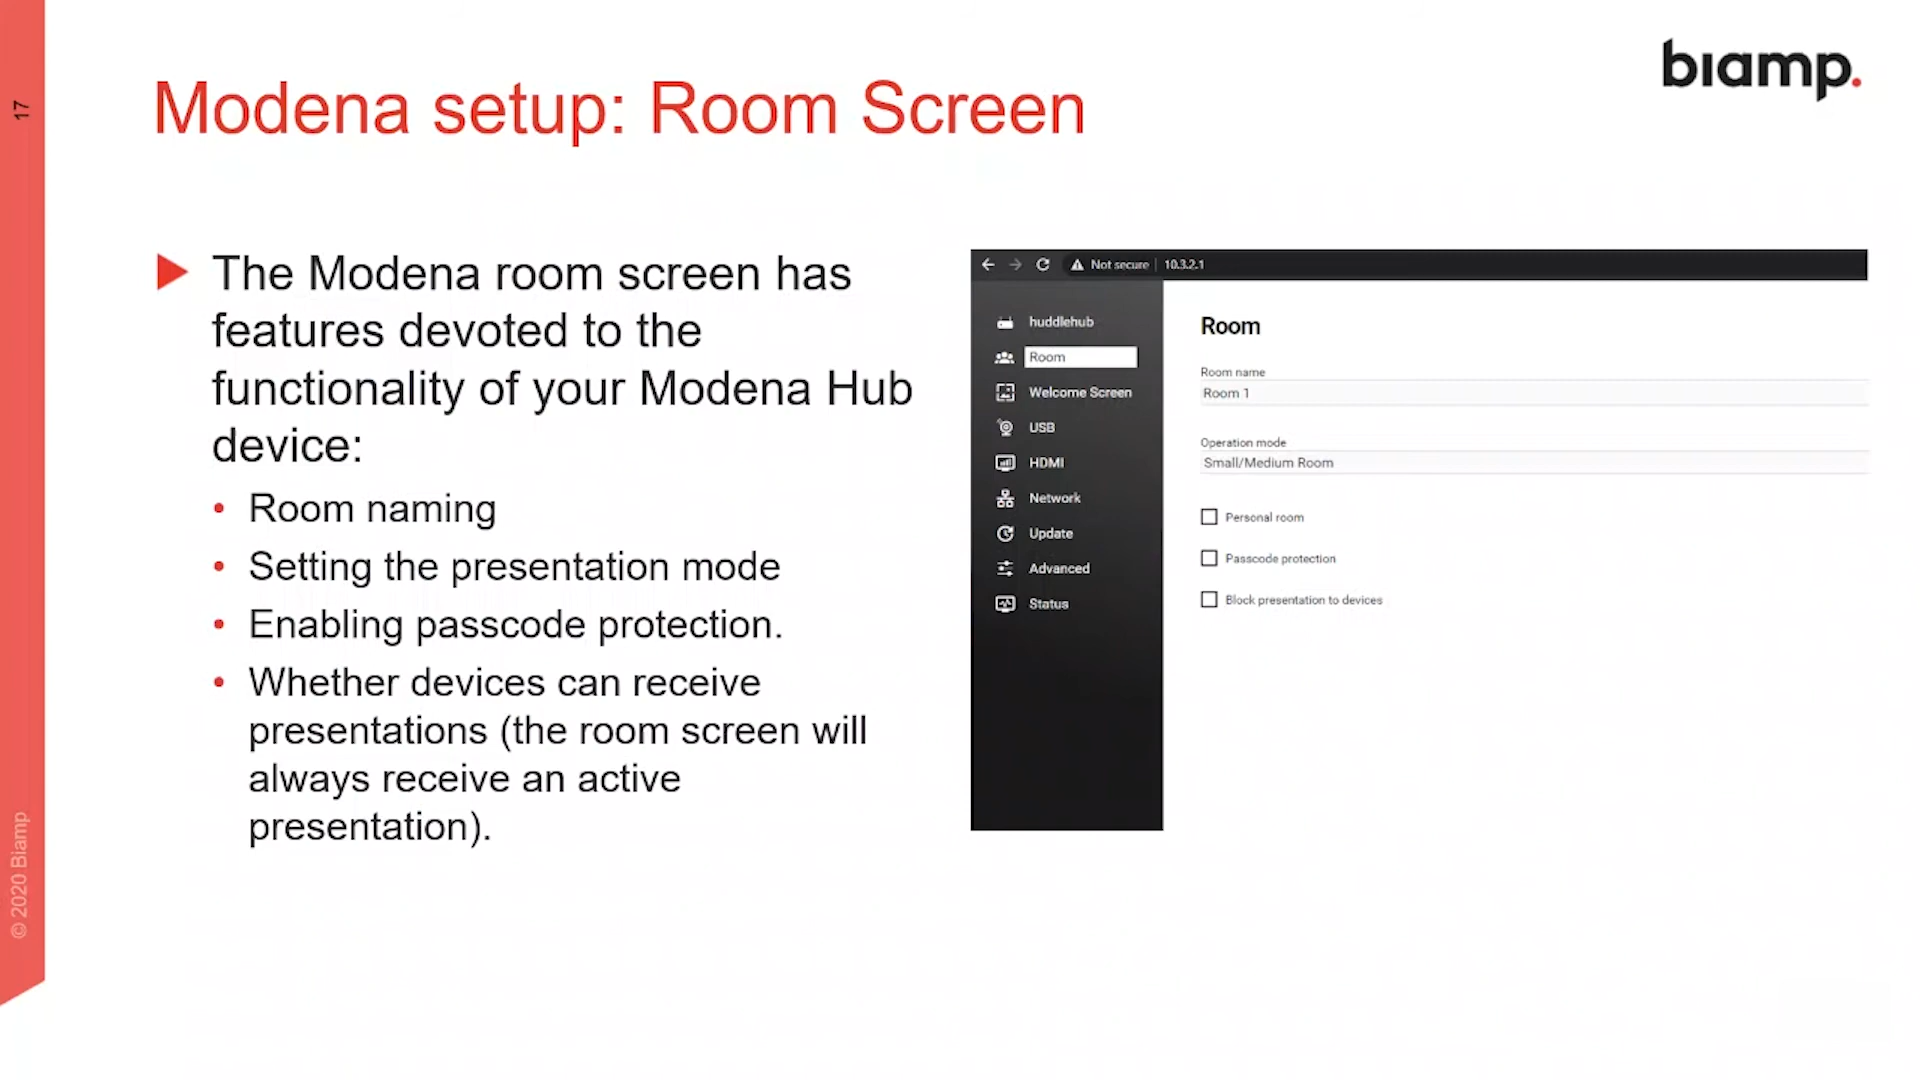 17
biamp.
Modena setup: Room Screen
The Modena room screen has
features devoted to the
functionality of your Modena Hub
device:
• Room naming
• Setting the presentation mode
• Enabling passcode protection.
• Whether devices can receive
presentations (the room screen will
always receive an active
presentation).
Not secure | 10.3.2.1
huddlehub
Room
Welcome Screen
USB
HDMI
Network
Update
Advanced
Status
Room
Room name
Room 1
Operation mode
Small/Medium Room
Personal room
Passcode protection
Block presentation to devices
© 2020 Biamp